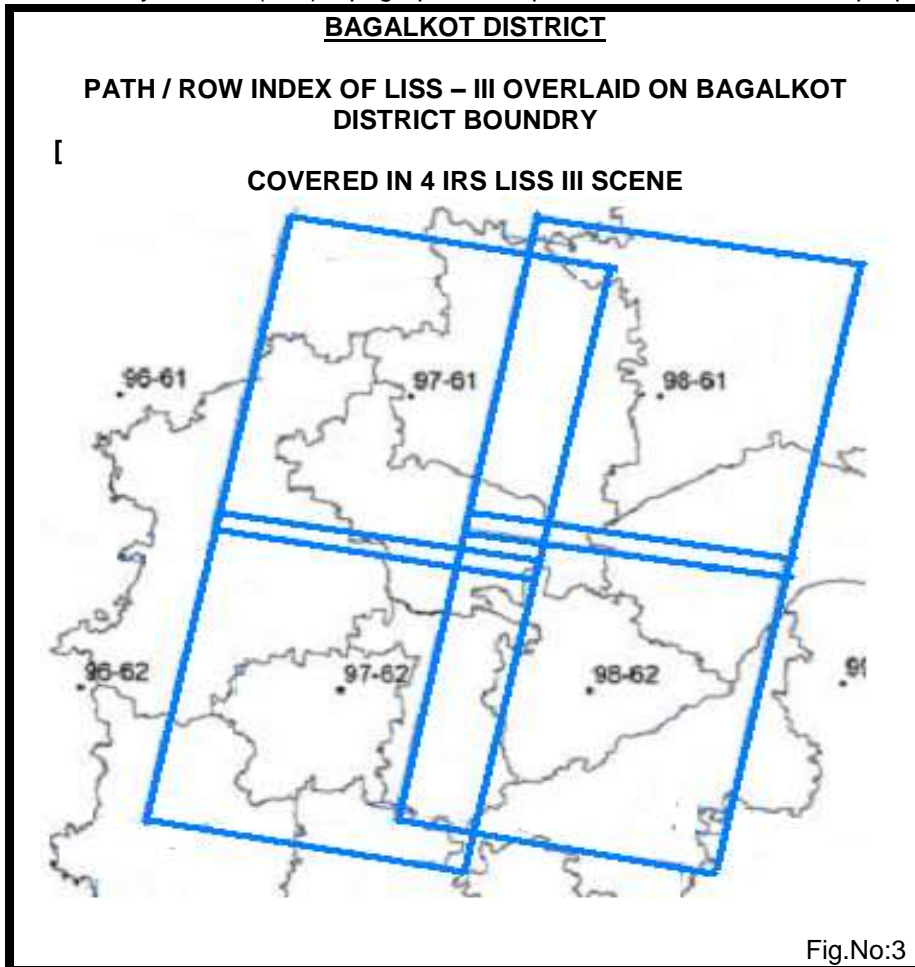 BAGALKOT DISTRICT
PATH / ROW INDEX OF LISS – III OVERLAID ON BAGALKOT
DISTRICT BOUNDRY
[
COVERED IN 4 IRS LISS III SCENE
96-61
97-61
98-61
96-62
97-62
98-62
99
Fig.No:3